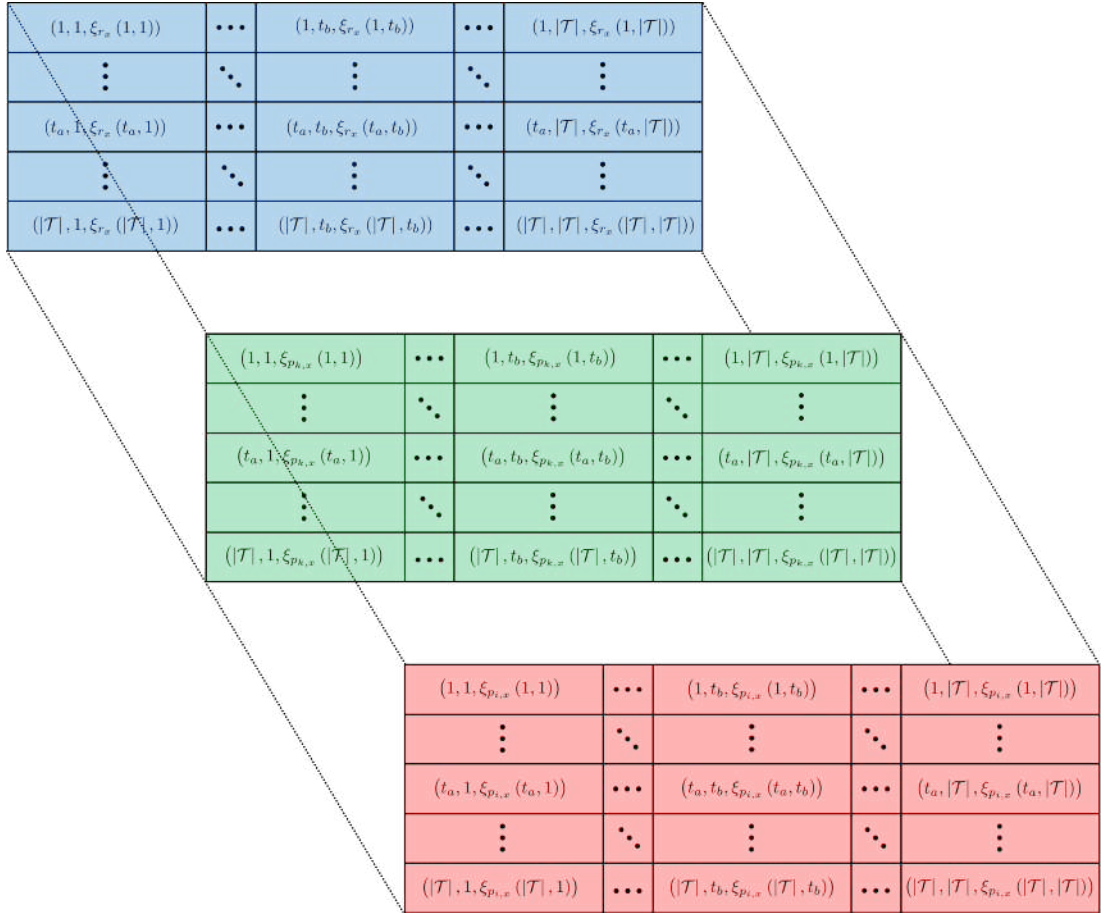 (1, 1, ξ_{r_x} (1, 1)) ··· (1, t_b, ξ_{r_x} (1, t_b)) ··· (1, |𝒯|, ξ_{r_x} (1, |𝒯|))
⋮ ⋱ ⋮ ⋱ ⋮
(t_a, 1, ξ_{r_x} (t_a, 1)) ··· (t_a, t_b, ξ_{r_x} (t_a, t_b)) ··· (t_a, |𝒯|, ξ_{r_x} (t_a, |𝒯|))
⋮ ⋱ ⋮ ⋱ ⋮
(|𝒯|, 1, ξ_{r_x} (|𝒯|, 1)) ··· (|𝒯|, t_b, ξ_{r_x} (|𝒯|, t_b)) ··· (|𝒯|, |𝒯|, ξ_{r_x} (|𝒯|, |𝒯|))
(1, 1, ξ_{p_{k,x}} (1, 1)) ··· (1, t_b, ξ_{p_{k,x}} (1, t_b)) ··· (1, |𝒯|, ξ_{p_{k,x}} (1, |𝒯|))
⋮ ⋱ ⋮ ⋱ ⋮
(t_a, 1, ξ_{p_{k,x}} (t_a, 1)) ··· (t_a, t_b, ξ_{p_{k,x}} (t_a, t_b)) ··· (t_a, |𝒯|, ξ_{p_{k,x}} (t_a, |𝒯|))
⋮ ⋱ ⋮ ⋱ ⋮
(|𝒯|, 1, ξ_{p_{k,x}} (|𝒯|, 1)) ··· (|𝒯|, t_b, ξ_{p_{k,x}} (|𝒯|, t_b)) ··· (|𝒯|, |𝒯|, ξ_{p_{k,x}} (|𝒯|, |𝒯|))
(1, 1, ξ_{p_{i,x}} (1, 1)) ··· (1, t_b, ξ_{p_{i,x}} (1, t_b)) ··· (1, |𝒯|, ξ_{p_{i,x}} (1, |𝒯|))
⋮ ⋱ ⋮ ⋱ ⋮
(t_a, 1, ξ_{p_{i,x}} (t_a, 1)) ··· (t_a, t_b, ξ_{p_{i,x}} (t_a, t_b)) ··· (t_a, |𝒯|, ξ_{p_{i,x}} (t_a, |𝒯|))
⋮ ⋱ ⋮ ⋱ ⋮
(|𝒯|, 1, ξ_{p_{i,x}} (|𝒯|, 1)) ··· (|𝒯|, t_b, ξ_{p_{i,x}} (|𝒯|, t_b)) ··· (|𝒯|, |𝒯|, ξ_{p_{i,x}} (|𝒯|, |𝒯|))